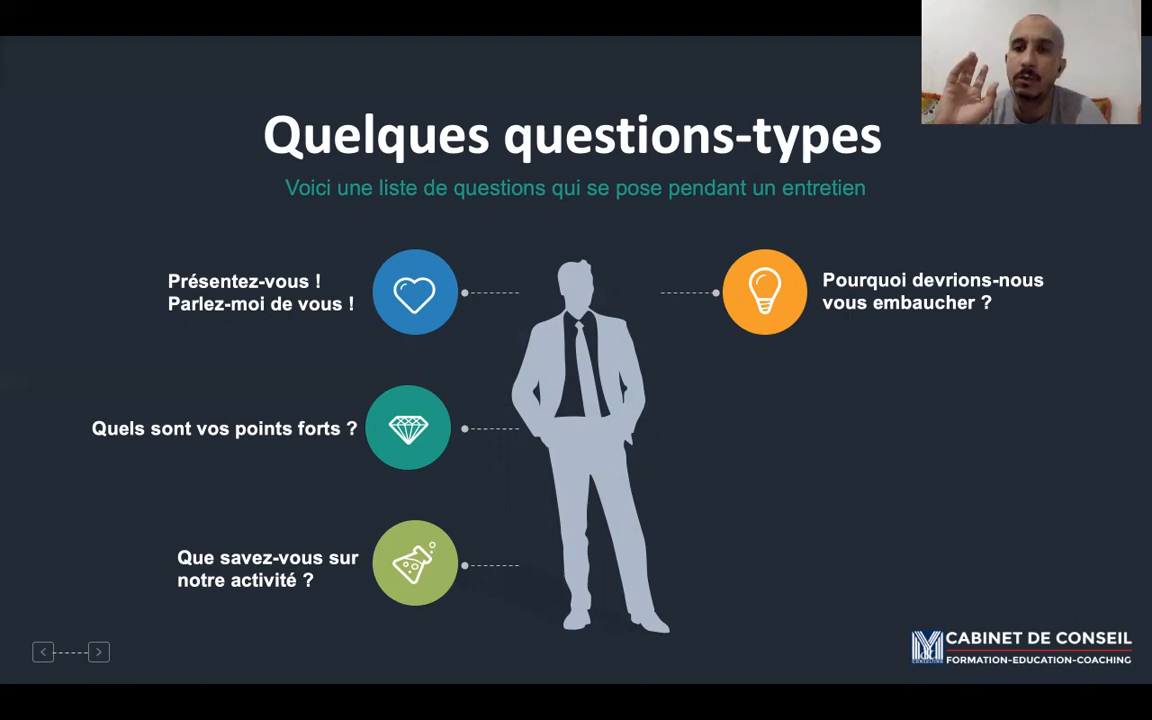 Quelques questions-types
Voici une liste de questions qui se pose pendant un entretien
Présentez-vous !
Parlez-moi de vous !
Quels sont vos points forts ?
Que savez-vous sur
notre activité ?
Pourquoi devrions-nous
vous embaucher ?
CABINET DE CONSEIL
FORMATION-EDUCATION-COACHING
CONSULTING